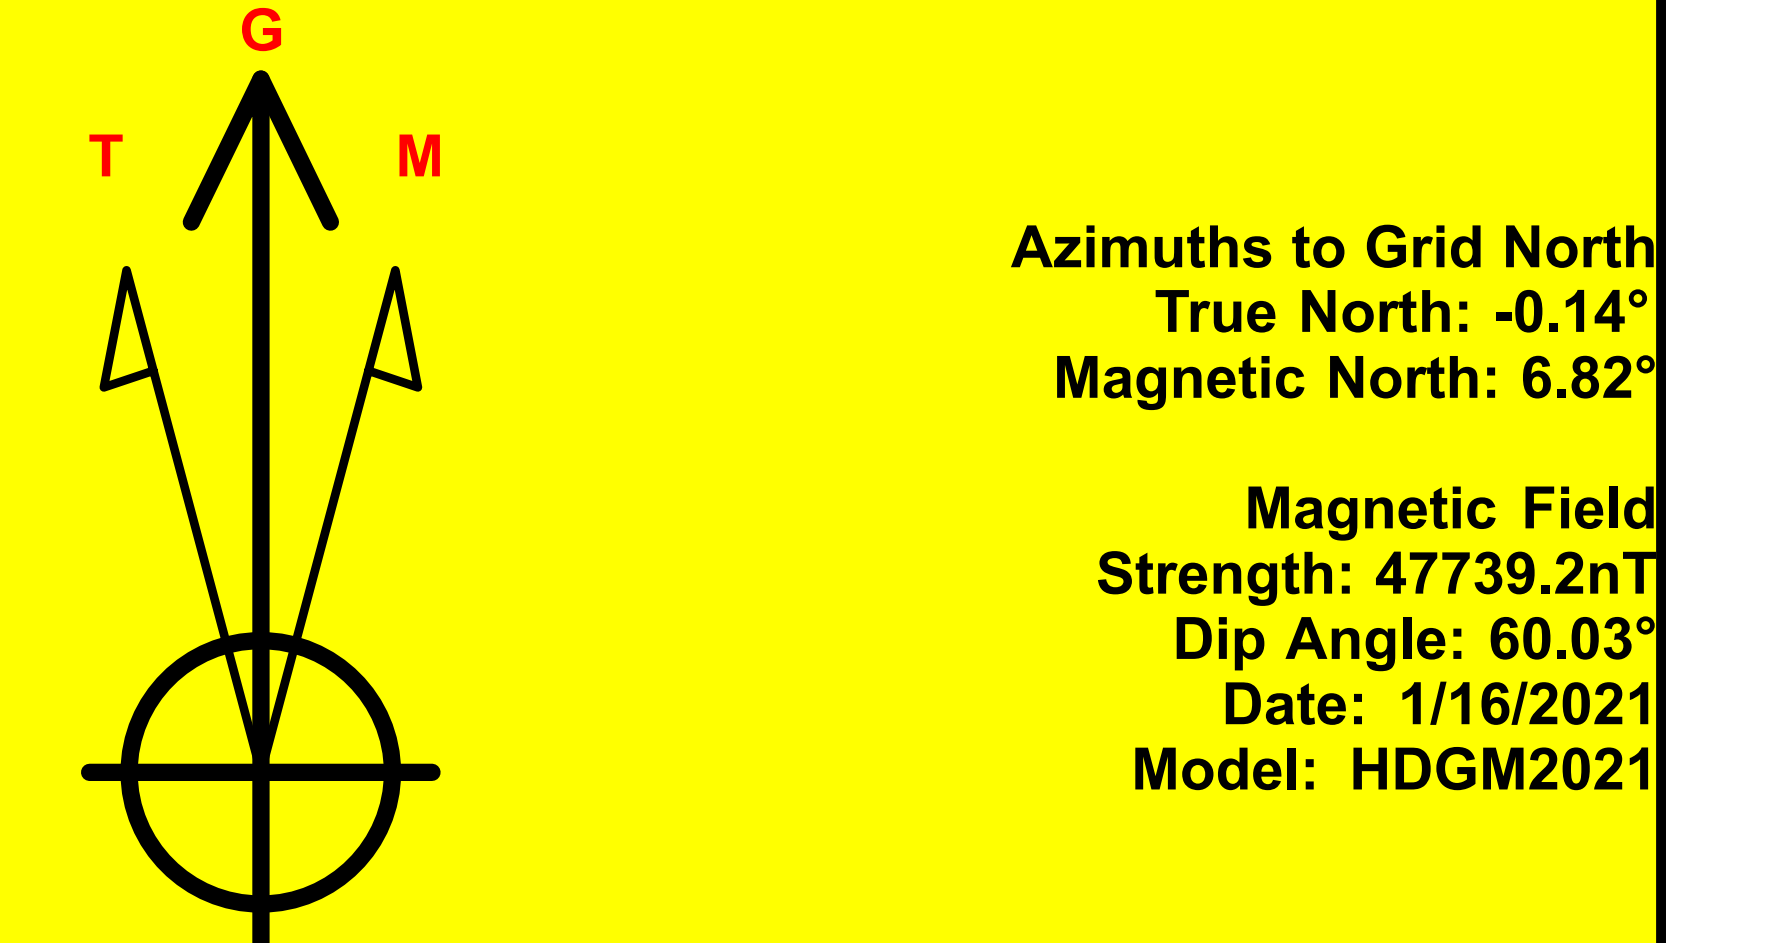 G
T M
Azimuths to Grid North
True North: -0.14°
Magnetic North: 6.82°
Magnetic Field
Strength: 47739.2nT
Dip Angle: 60.03°
Date: 1/16/2021
Model: HDGM2021